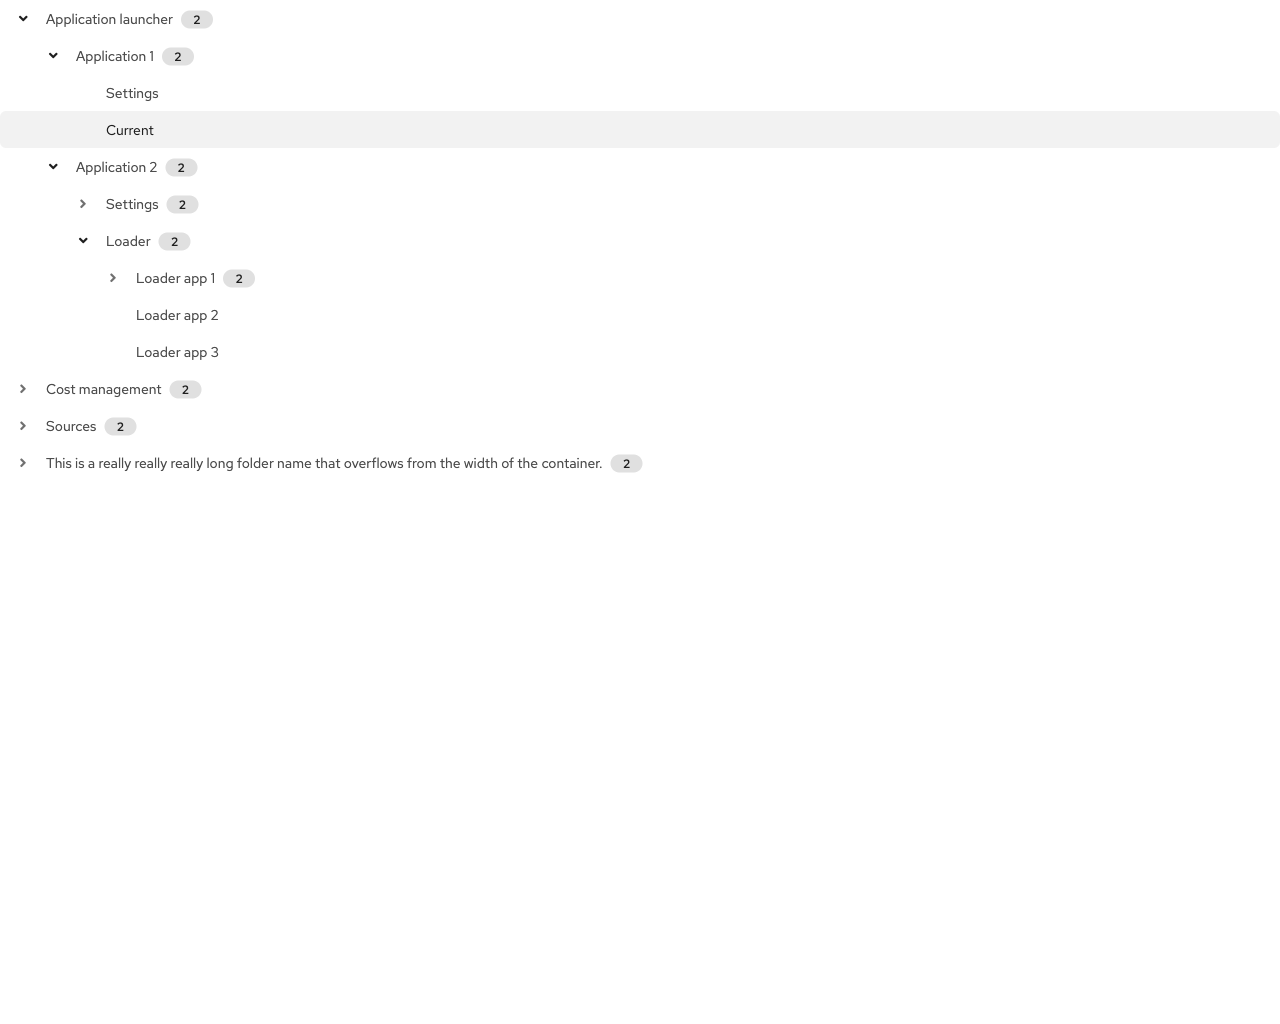 Application launcher 2
Application 1 2
Settings
Current
Application 2 2
Settings 2
Loader 2
Loader app 1 2
Loader app 2
Loader app 3
Cost management 2
Sources 2
This is a really really really long folder name that overflows from the width of the container. 2